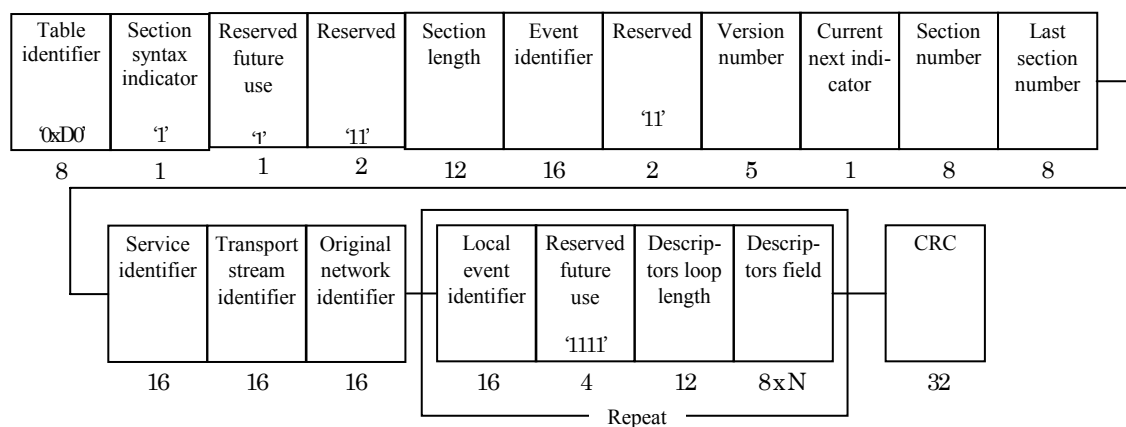 Table
identifier
'0xD0'
Section
syntax
indicator
'1'
Reserved
future
use
'1'
Reserved
'11'
Section
length
Event
identifier
Reserved
'11'
Version
number
Current
next indi-
cator
Section
number
Last
section
number
8 1 1 2 12 16 2 5 1 8 8
Service
identifier
Transport
stream
identifier
Original
network
identifier
Local
event
identifier
Reserved
future
use
'1111'
Descrip-
tors loop
length
Descrip-
tors field
CRC
16 16 16 16 4 12 8xN 32
Repeat